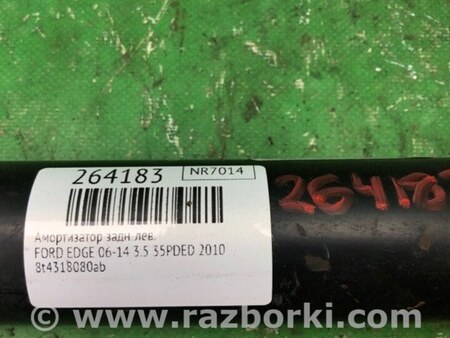 264183
NR7014
Амортизатор задн лев.
FORD EDGE 06-14 3.5 35PDED 2010
8t4318080ab
264183
www.razborki.com